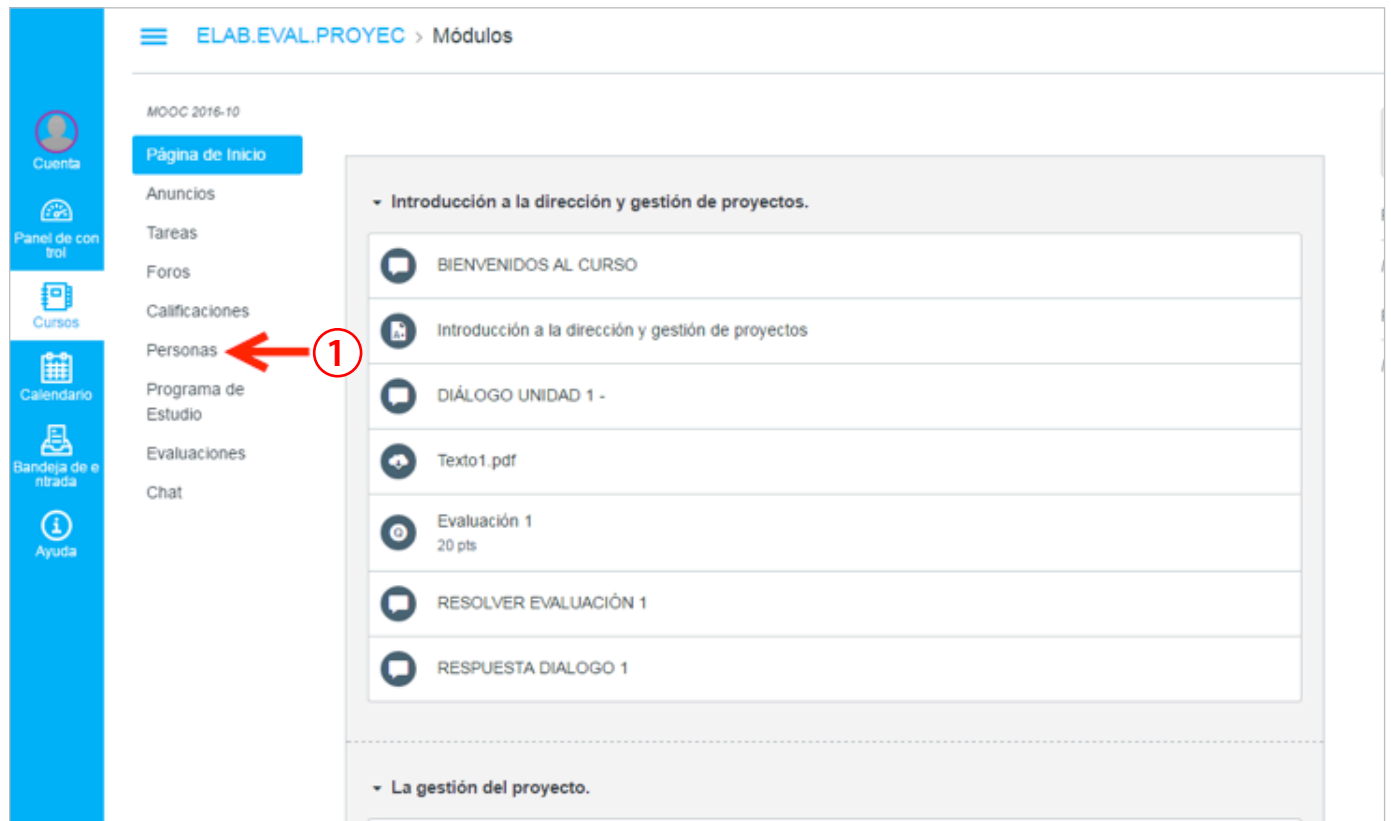 ELAB.EVAL.PROYEC > Módulos
MOOC 2016-10
Cuenta
Panel de con
trol
Cursos
Calendario
Bandeja de e
ntrada
Ayuda
Página de Inicio
Anuncios
Tareas
Foros
Calificaciones
Personas
1
Programa de
Estudio
Evaluaciones
Chat
Introducción a la dirección y gestión de proyectos.
BIENVENIDOS AL CURSO
Introducción a la dirección y gestión de proyectos
DIÁLOGO UNIDAD 1 -
Texto1.pdf
Evaluación 1
20 pts
RESOLVER EVALUACIÓN 1
RESPUESTA DIALOGO 1
La gestión del proyecto.